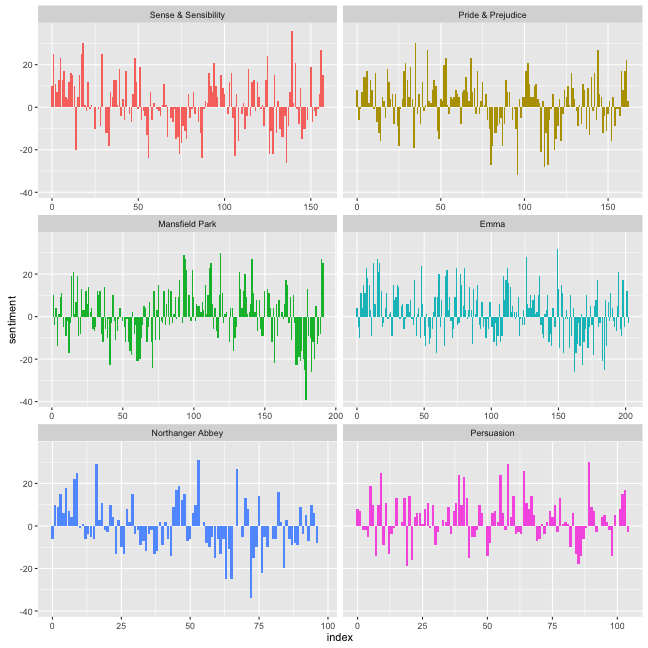 Sense & Sensibility
Pride & Prejudice
20
0
-20
-40
0 50 100 150
0 50 100 150
Mansfield Park
Emma
20
0
-20
-40
0 50 100 150 200
0 50 100 150 200
sentiment
Northanger Abbey
Persuasion
20
0
-20
-40
0 25 50 75 100
0 25 50 75 100
index